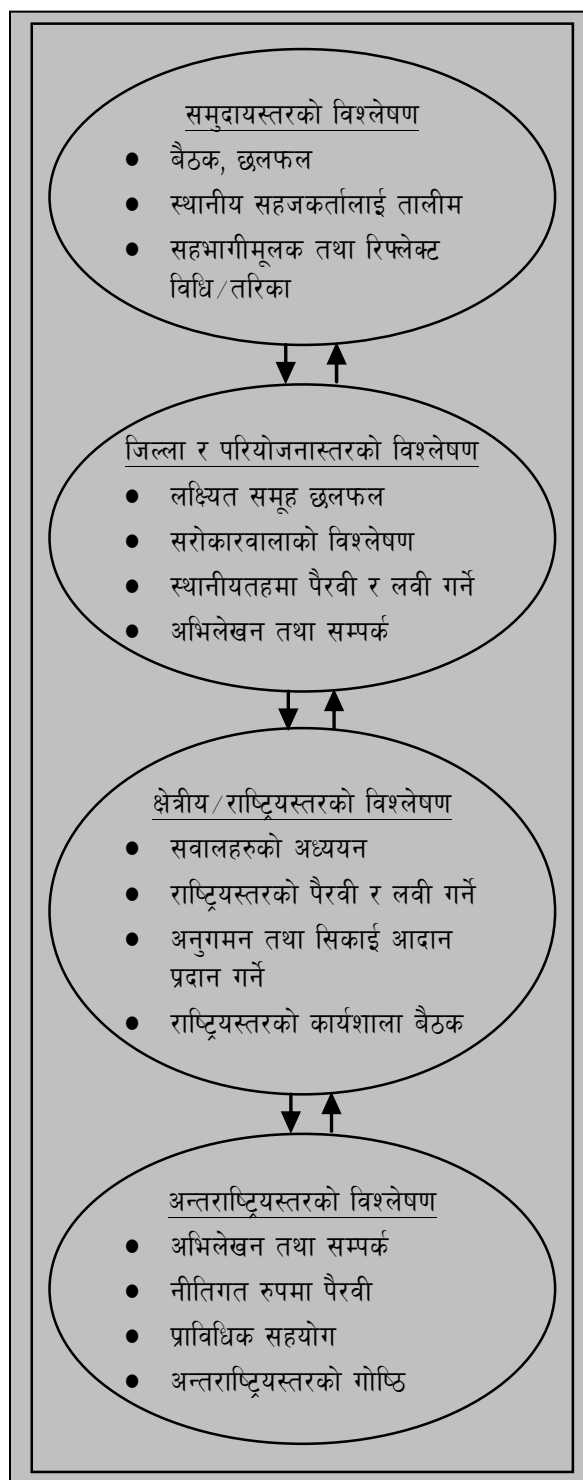 समुदायस्तरको विश्लेषण
● बैठक, छलफल
● स्थानीय सहजकर्तालाई तालीम
● सहभागीमूलक तथा रिफ्लेक्ट
विधि/तरिका
जिल्ला र परियोजनास्तरको विश्लेषण
● लक्ष्यित समूह छलफल
● सरोकारवालाको विश्लेषण
● स्थानीयतहमा पैरवी र लवी गर्ने
● अभिलेखन तथा सम्पर्क
क्षेत्रीय/राष्ट्रियस्तरको विश्लेषण
● सवालहरुको अध्ययन
● राष्ट्रियस्तरको पैरवी र लवी गर्ने
● अनुगमन तथा सिकाई आदान
प्रदान गर्ने
● राष्ट्रियस्तरको कार्यशाला बैठक
अन्तराष्ट्रियस्तरको विश्लेषण
● अभिलेखन तथा सम्पर्क
● नीतिगत रुपमा पैरवी
● प्राविधिक सहयोग
● अन्तराष्ट्रियस्तरको गोष्ठि